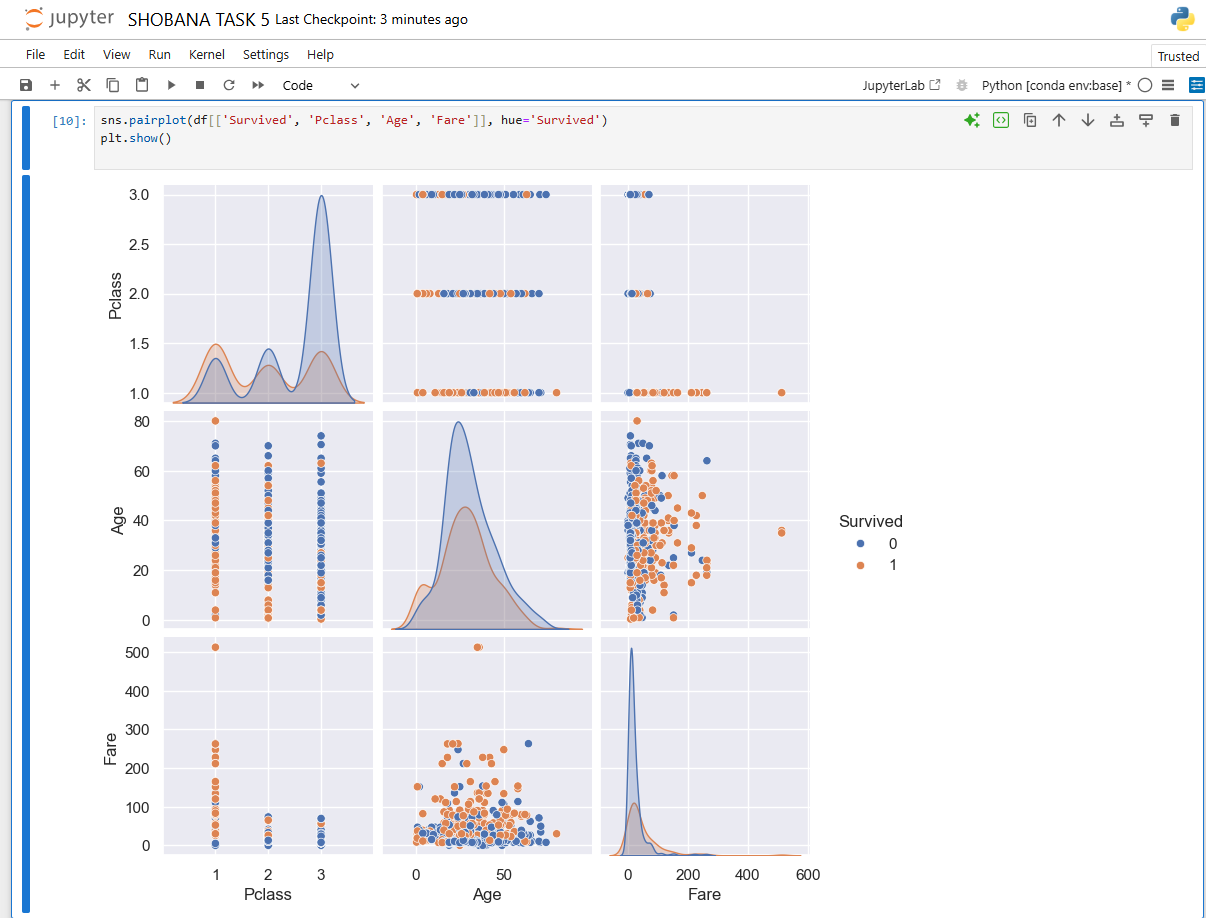 jupyter SHOBANA TASK 5 Last Checkpoint: 3 minutes ago
File Edit View Run Kernel Settings Help
Trusted
Code
JupyterLab
Python [conda env:base] *
[10]:
sns.pairplot(df[['Survived', 'Pclass', 'Age', 'Fare']], hue='Survived')
plt.show()
3.0
2.5
2.0
1.5
1.0
Pclass
80
60
40
20
0
Age
500
400
300
200
100
0
Fare
1 2 3
Pclass
0 50
Age
0 200 400 600
Fare
Survived
0
1